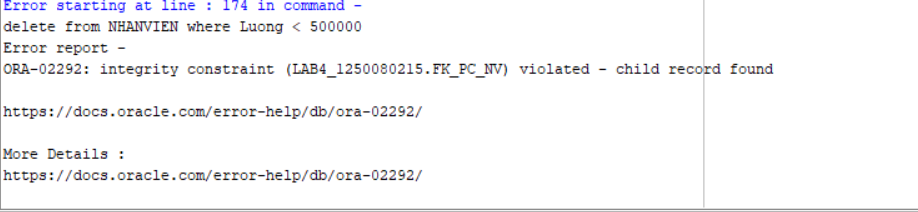 Error starting at line : 174 in command -
delete from NHANVIEN where Luong < 500000
Error report -
ORA-02292: integrity constraint (LAB4_1250080215.FK_PC_NV) violated - child record found
https://docs.oracle.com/error-help/db/ora-02292/
More Details :
https://docs.oracle.com/error-help/db/ora-02292/